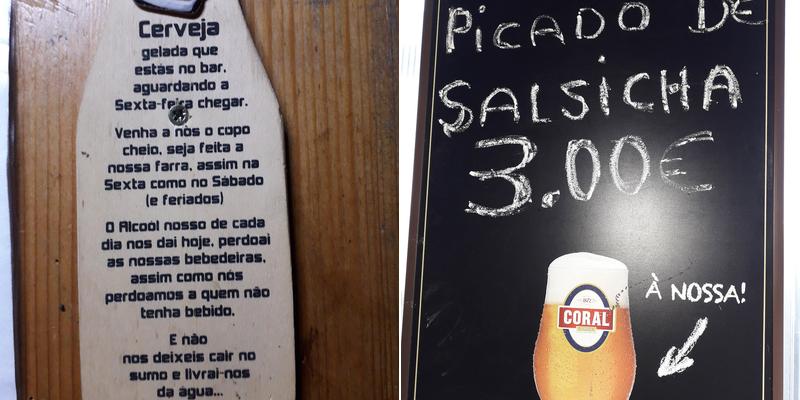 Cerveja
gelada que
estás no bar,
aguardando a
Sexta-feira chegar.
Venha a nós o copo
cheio, seja feita a
nossa farra, assim na
Sexta como no Sábado
(e feriados)
O Alcoól nosso de cada
dia nos dai hoje, perdoai
as nossas bebedeiras,
assim como nós
perdoamos a quem não
tenha bebido.
E não
nos deixeis cair no
sumo e livrai-nos
da água...
PiCADO DE
SALSiCHA
3.00€
À NOSSA!
CORAL